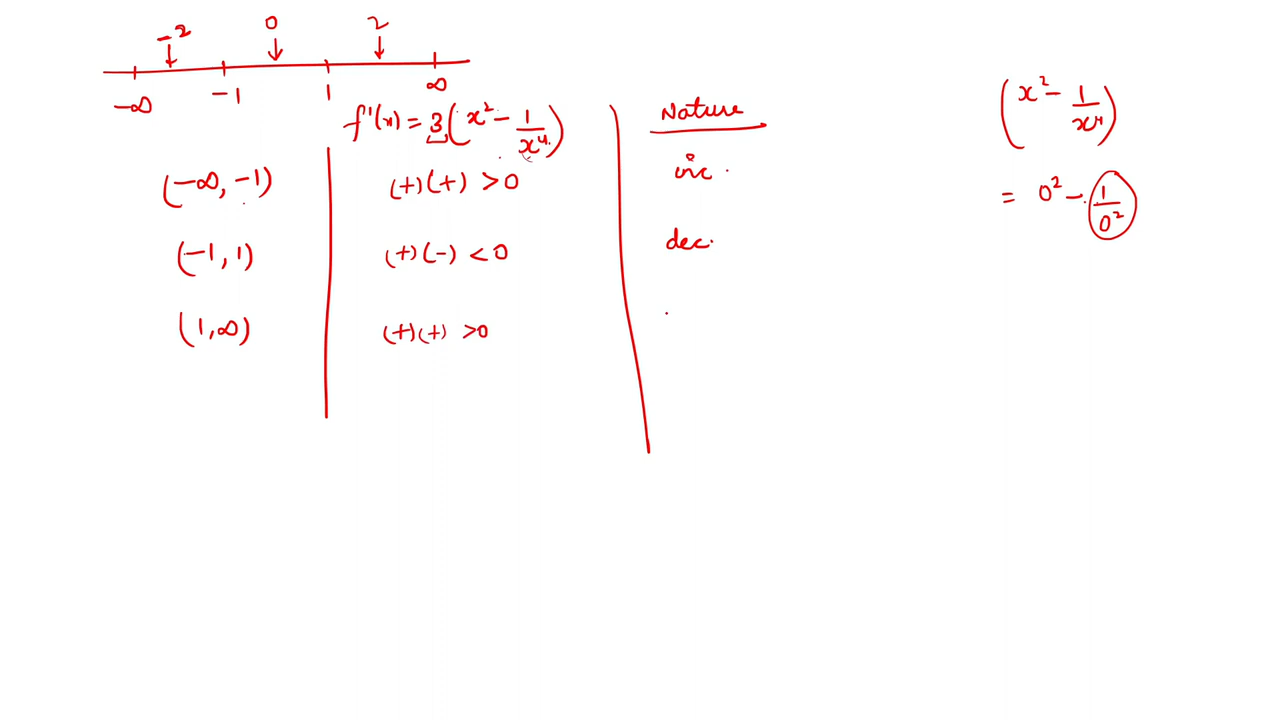 -2 0 2
-∞ -1 1 ∞
f'(x) = 3(x² - 1/x⁴) Nature
(-∞, -1) (+)(+) > 0 inc.
(-1, 1) (+)(-) < 0 dec.
(1, ∞) (+)(+) > 0
(x² - 1/x⁴)
= 0² - 1/0²